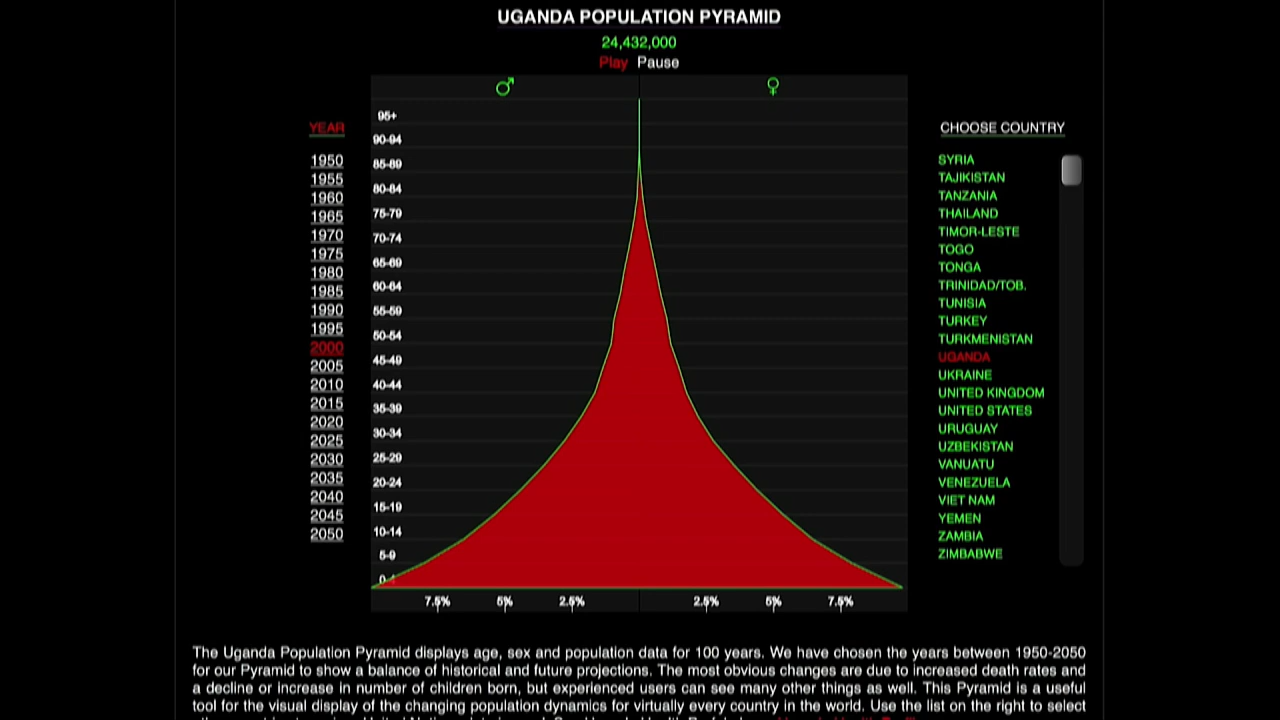 UGANDA POPULATION PYRAMID
24,432,000
Play Pause
♂ ♀
YEAR
1950
1955
1960
1965
1970
1975
1980
1985
1990
1995
2000
2005
2010
2015
2020
2025
2030
2035
2040
2045
2050
95+
90-94
85-89
80-84
75-79
70-74
65-69
60-64
55-59
50-54
45-49
40-44
35-39
30-34
25-29
20-24
15-19
10-14
5-9
0-4
7.5% 5% 2.5% 2.5% 5% 7.5%
CHOOSE COUNTRY
SYRIA
TAJIKISTAN
TANZANIA
THAILAND
TIMOR-LESTE
TOGO
TONGA
TRINIDAD/TOB.
TUNISIA
TURKEY
TURKMENISTAN
UGANDA
UKRAINE
UNITED KINGDOM
UNITED STATES
URUGUAY
UZBEKISTAN
VANUATU
VENEZUELA
VIET NAM
YEMEN
ZAMBIA
ZIMBABWE
The Uganda Population Pyramid displays age, sex and population data for 100 years. We have chosen the years between 1950-2050
for our Pyramid to show a balance of historical and future projections. The most obvious changes are due to increased death rates and
a decline or increase in number of children born, but experienced users can see many other things as well. This Pyramid is a useful
tool for the visual display of the changing population dynamics for virtually every country in the world. Use the list on the right to select